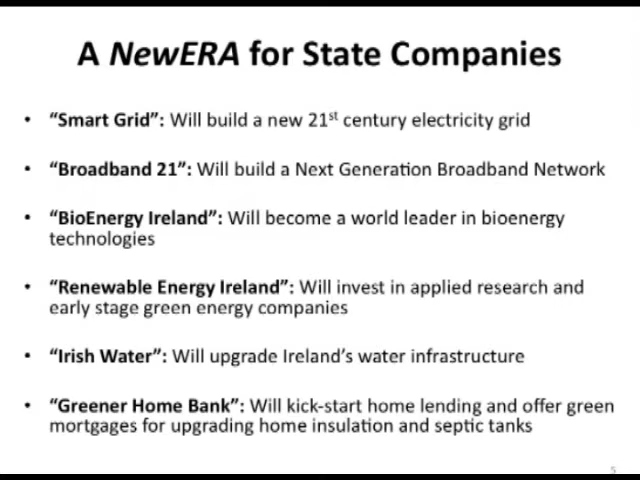 A NewERA for State Companies
• “Smart Grid”: Will build a new 21st century electricity grid
• “Broadband 21”: Will build a Next Generation Broadband Network
• “BioEnergy Ireland”: Will become a world leader in bioenergy
technologies
• “Renewable Energy Ireland”: Will invest in applied research and
early stage green energy companies
• “Irish Water”: Will upgrade Ireland’s water infrastructure
• “Greener Home Bank”: Will kick-start home lending and offer green
mortgages for upgrading home insulation and septic tanks
5